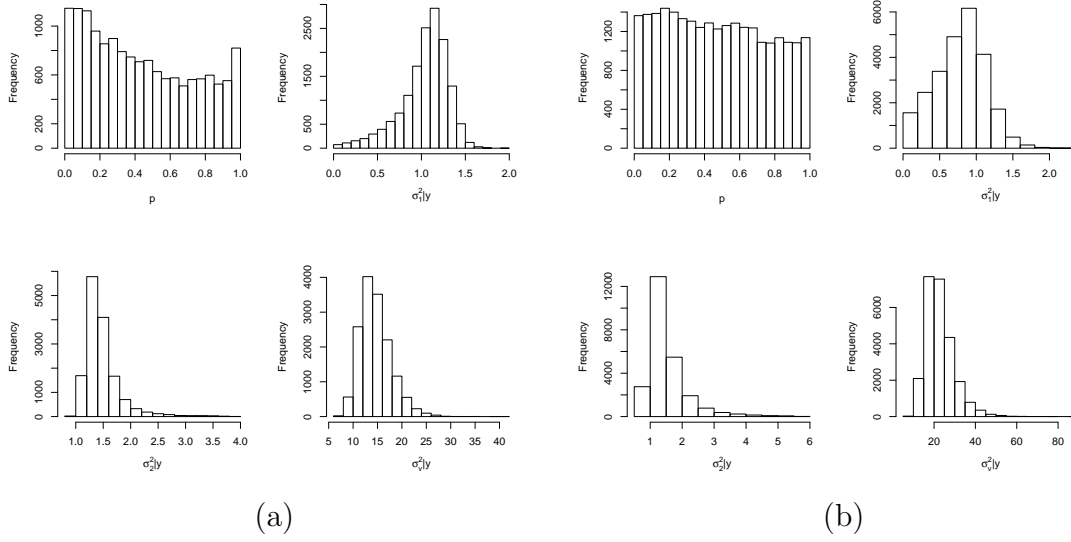 Frequency
0 200 600 1000
0.0 0.2 0.4 0.6 0.8 1.0
p
Frequency
0 500 1500 2500
0.0 0.5 1.0 1.5 2.0
σ₁²|y
Frequency
0 400 800 1200
0.0 0.2 0.4 0.6 0.8 1.0
p
Frequency
0 2000 4000 6000
0.0 0.5 1.0 1.5 2.0
σ₁²|y
Frequency
0 1000 3000 5000
1.0 1.5 2.0 2.5 3.0 3.5 4.0
σ₂²|y
Frequency
0 1000 2000 3000 4000
5 10 15 20 25 30 35 40
σᵥ²|y
Frequency
0 4000 8000 12000
1 2 3 4 5 6
σ₂²|y
Frequency
0 2000 4000 6000
20 40 60 80
σᵥ²|y
(a)
(b)